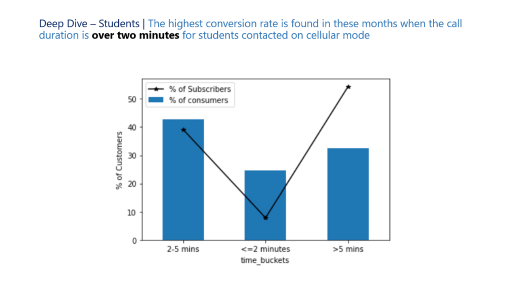 Deep Dive – Students | The highest conversion rate is found in these months when the call
duration is over two minutes for students contacted on cellular mode
% of Subscribers
% of consumers
% of Customers
50
40
30
20
10
0
2-5 mins
<=2 minutes
>5 mins
time_buckets